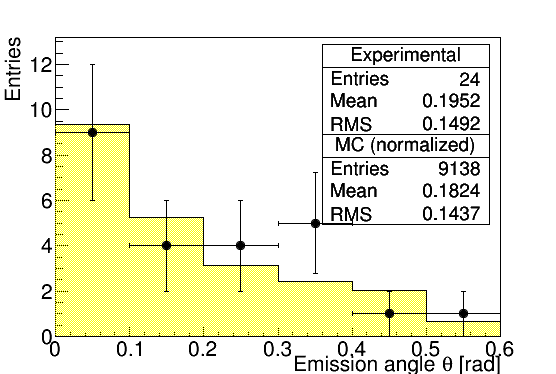 Entries
12
10
8
6
4
2
0
Experimental
Entries 24
Mean 0.1952
RMS 0.1492
MC (normalized)
Entries 9138
Mean 0.1824
RMS 0.1437
0 0.1 0.2 0.3 0.4 0.5 0.6
Emission angle θ [rad]